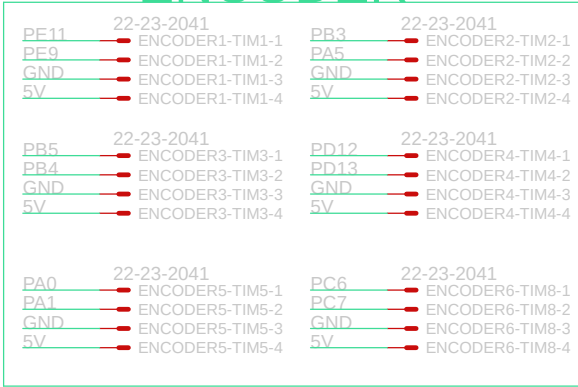 ENCODER
22-23-2041
PE11 ENCODER1-TIM1-1
PE9 ENCODER1-TIM1-2
GND ENCODER1-TIM1-3
5V ENCODER1-TIM1-4
22-23-2041
PB3 ENCODER2-TIM2-1
PA5 ENCODER2-TIM2-2
GND ENCODER2-TIM2-3
5V ENCODER2-TIM2-4
22-23-2041
PB5 ENCODER3-TIM3-1
PB4 ENCODER3-TIM3-2
GND ENCODER3-TIM3-3
5V ENCODER3-TIM3-4
22-23-2041
PD12 ENCODER4-TIM4-1
PD13 ENCODER4-TIM4-2
GND ENCODER4-TIM4-3
5V ENCODER4-TIM4-4
22-23-2041
PA0 ENCODER5-TIM5-1
PA1 ENCODER5-TIM5-2
GND ENCODER5-TIM5-3
5V ENCODER5-TIM5-4
22-23-2041
PC6 ENCODER6-TIM8-1
PC7 ENCODER6-TIM8-2
GND ENCODER6-TIM8-3
5V ENCODER6-TIM8-4